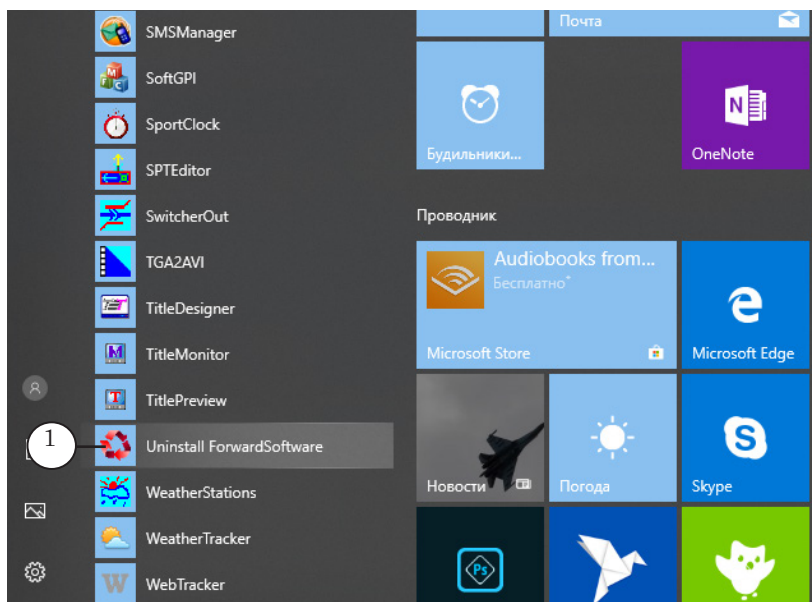 SMSManager
SoftGPI
SportClock
SPTEditor
SwitcherOut
TGA2AVI
TitleDesigner
TitleMonitor
TitlePreview
1
Uninstall ForwardSoftware
WeatherStations
WeatherTracker
WebTracker
Почта
Будильники...
OneNote
Проводник
Audiobooks from...
Бесплатно*
Microsoft Store
Microsoft Edge
Новости
Погода
Skype
Ps